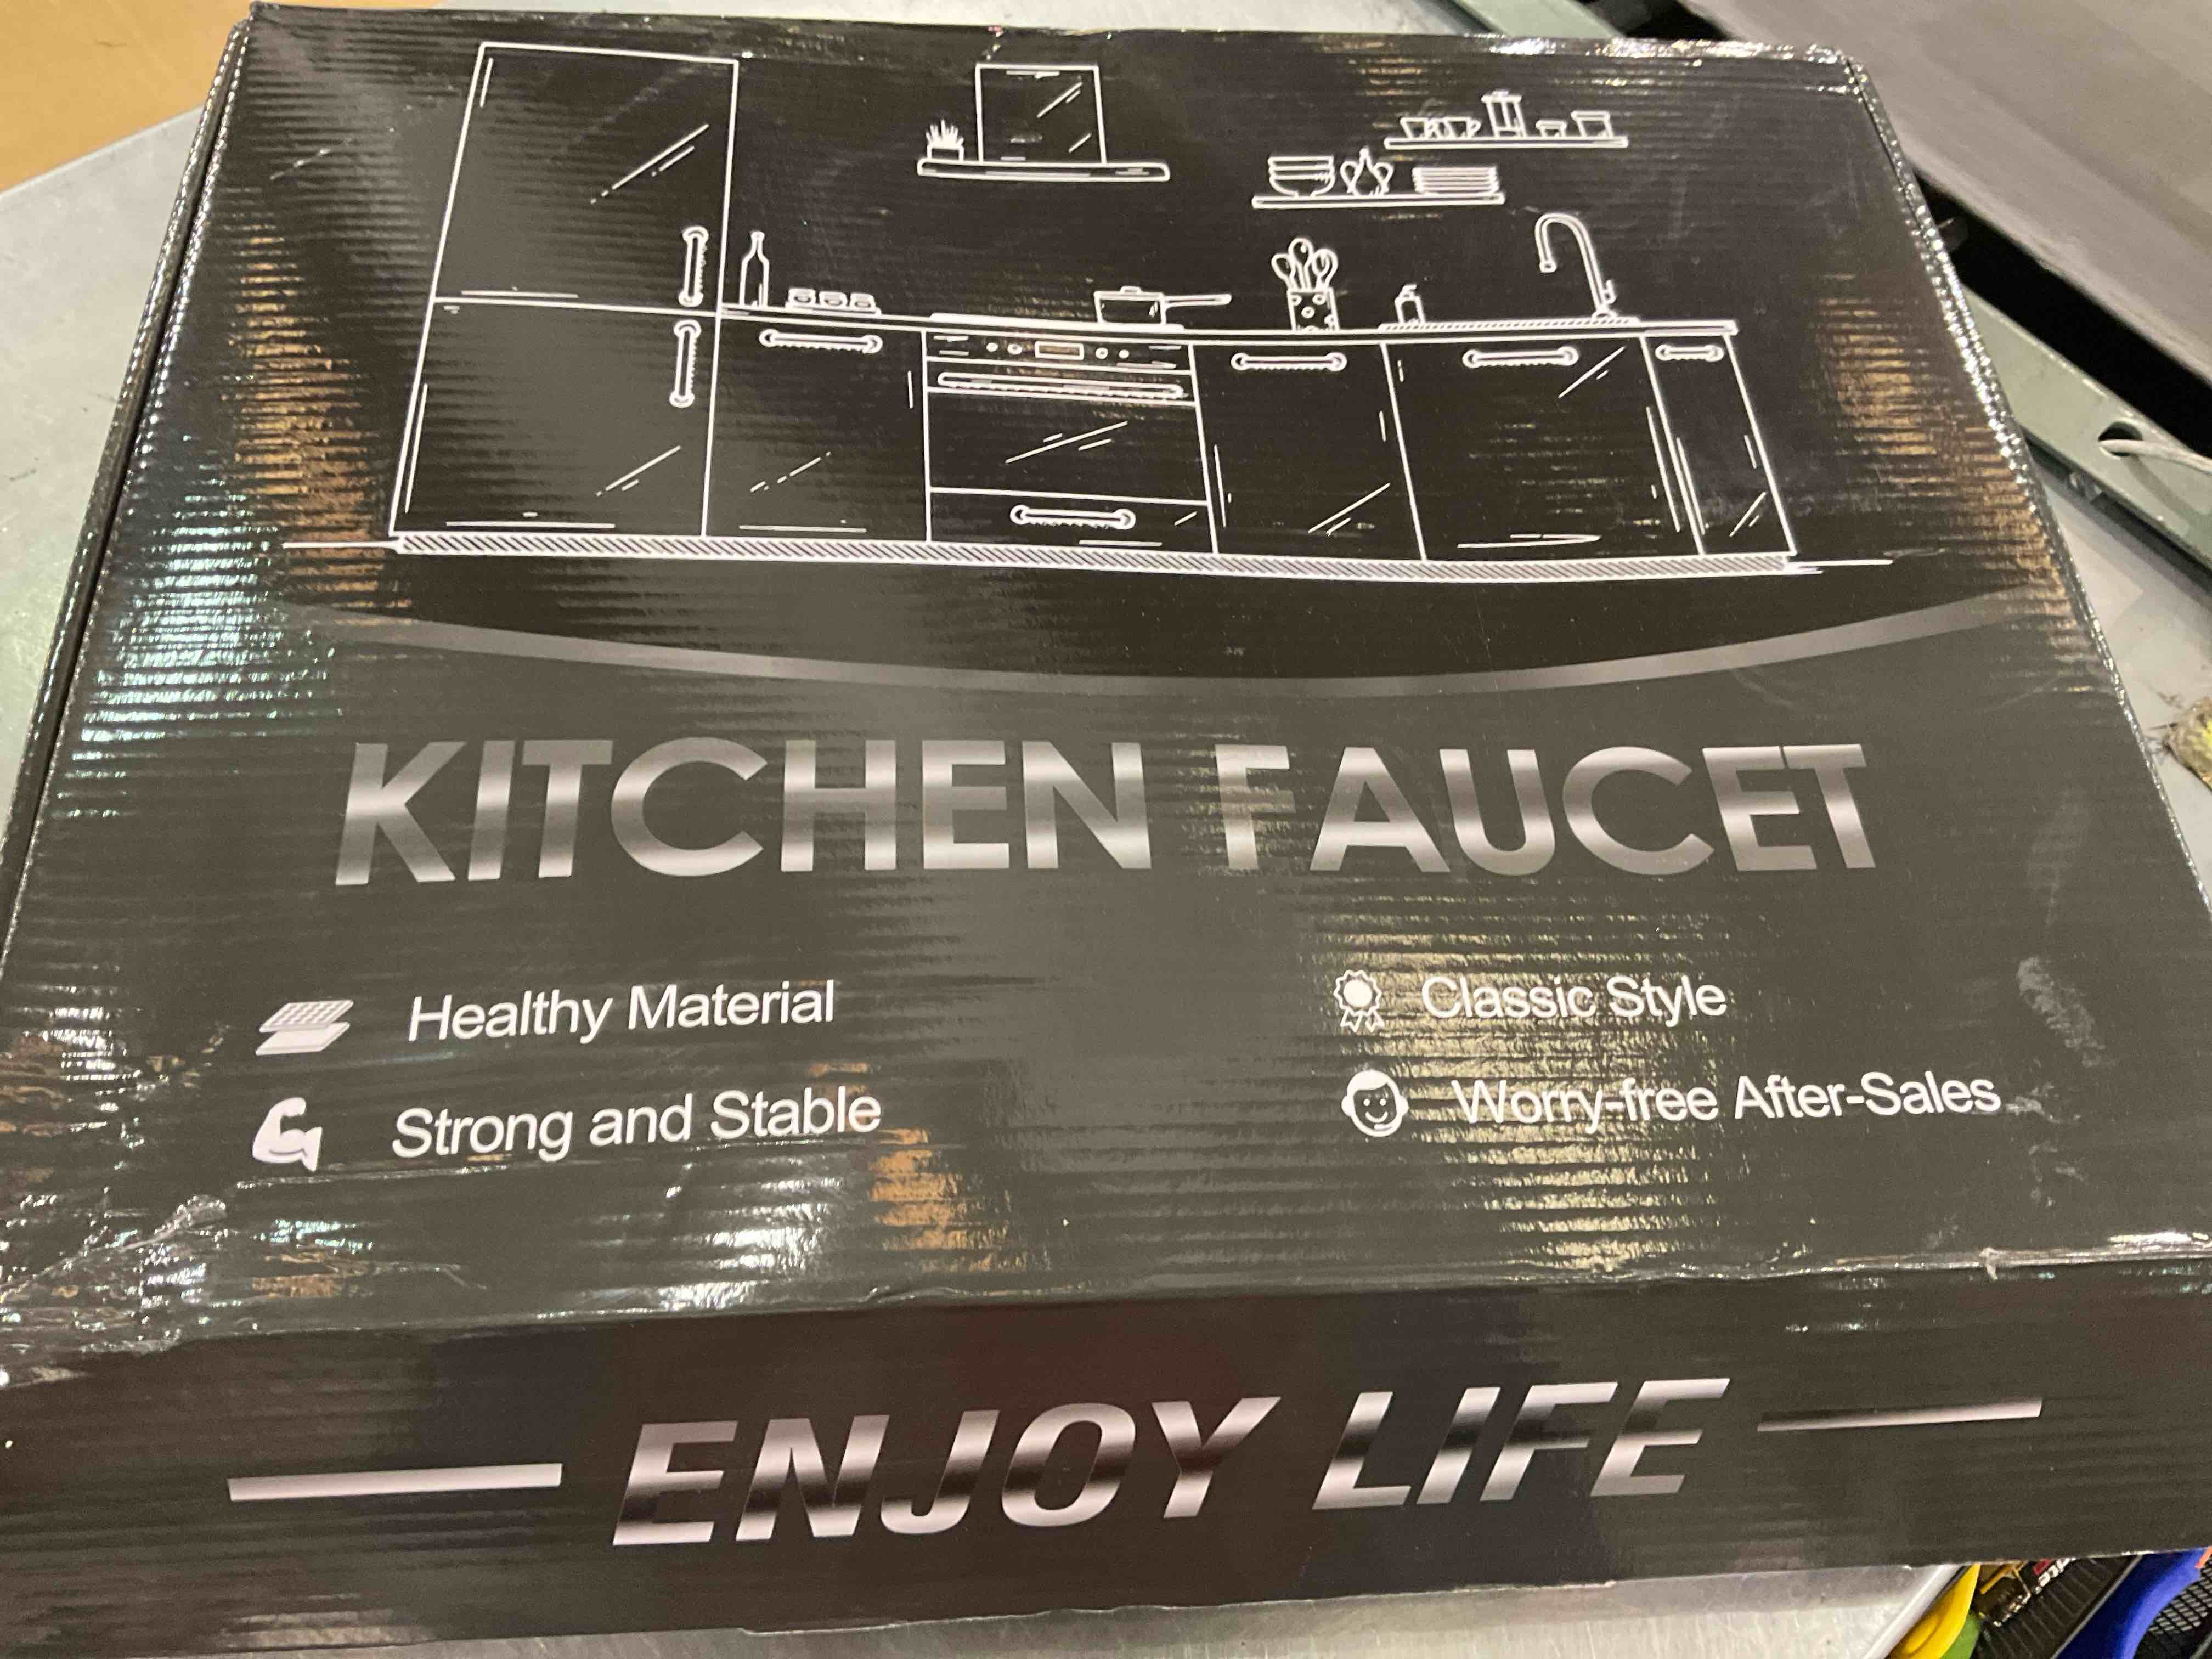 KITCHEN FAUCET
Healthy Material
Classic Style
Strong and Stable
Worry-free After-Sales
ENJOY LIFE